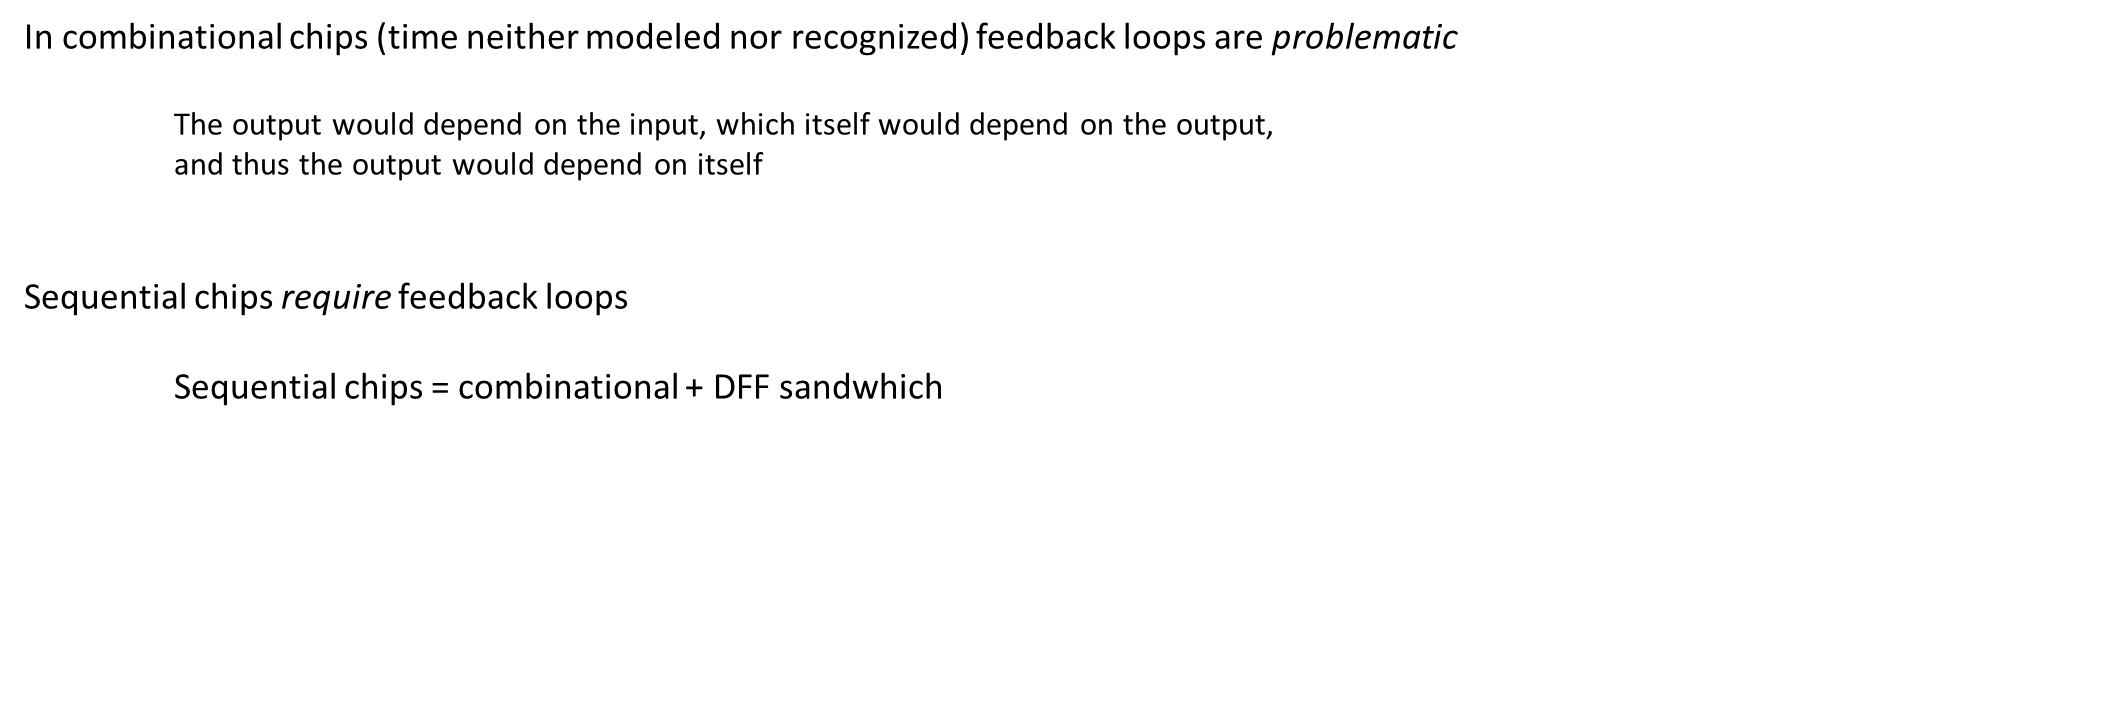 In combinational chips (time neither modeled nor recognized) feedback loops are problematic
The output would depend on the input, which itself would depend on the output,
and thus the output would depend on itself
Sequential chips require feedback loops
Sequential chips = combinational + DFF sandwhich